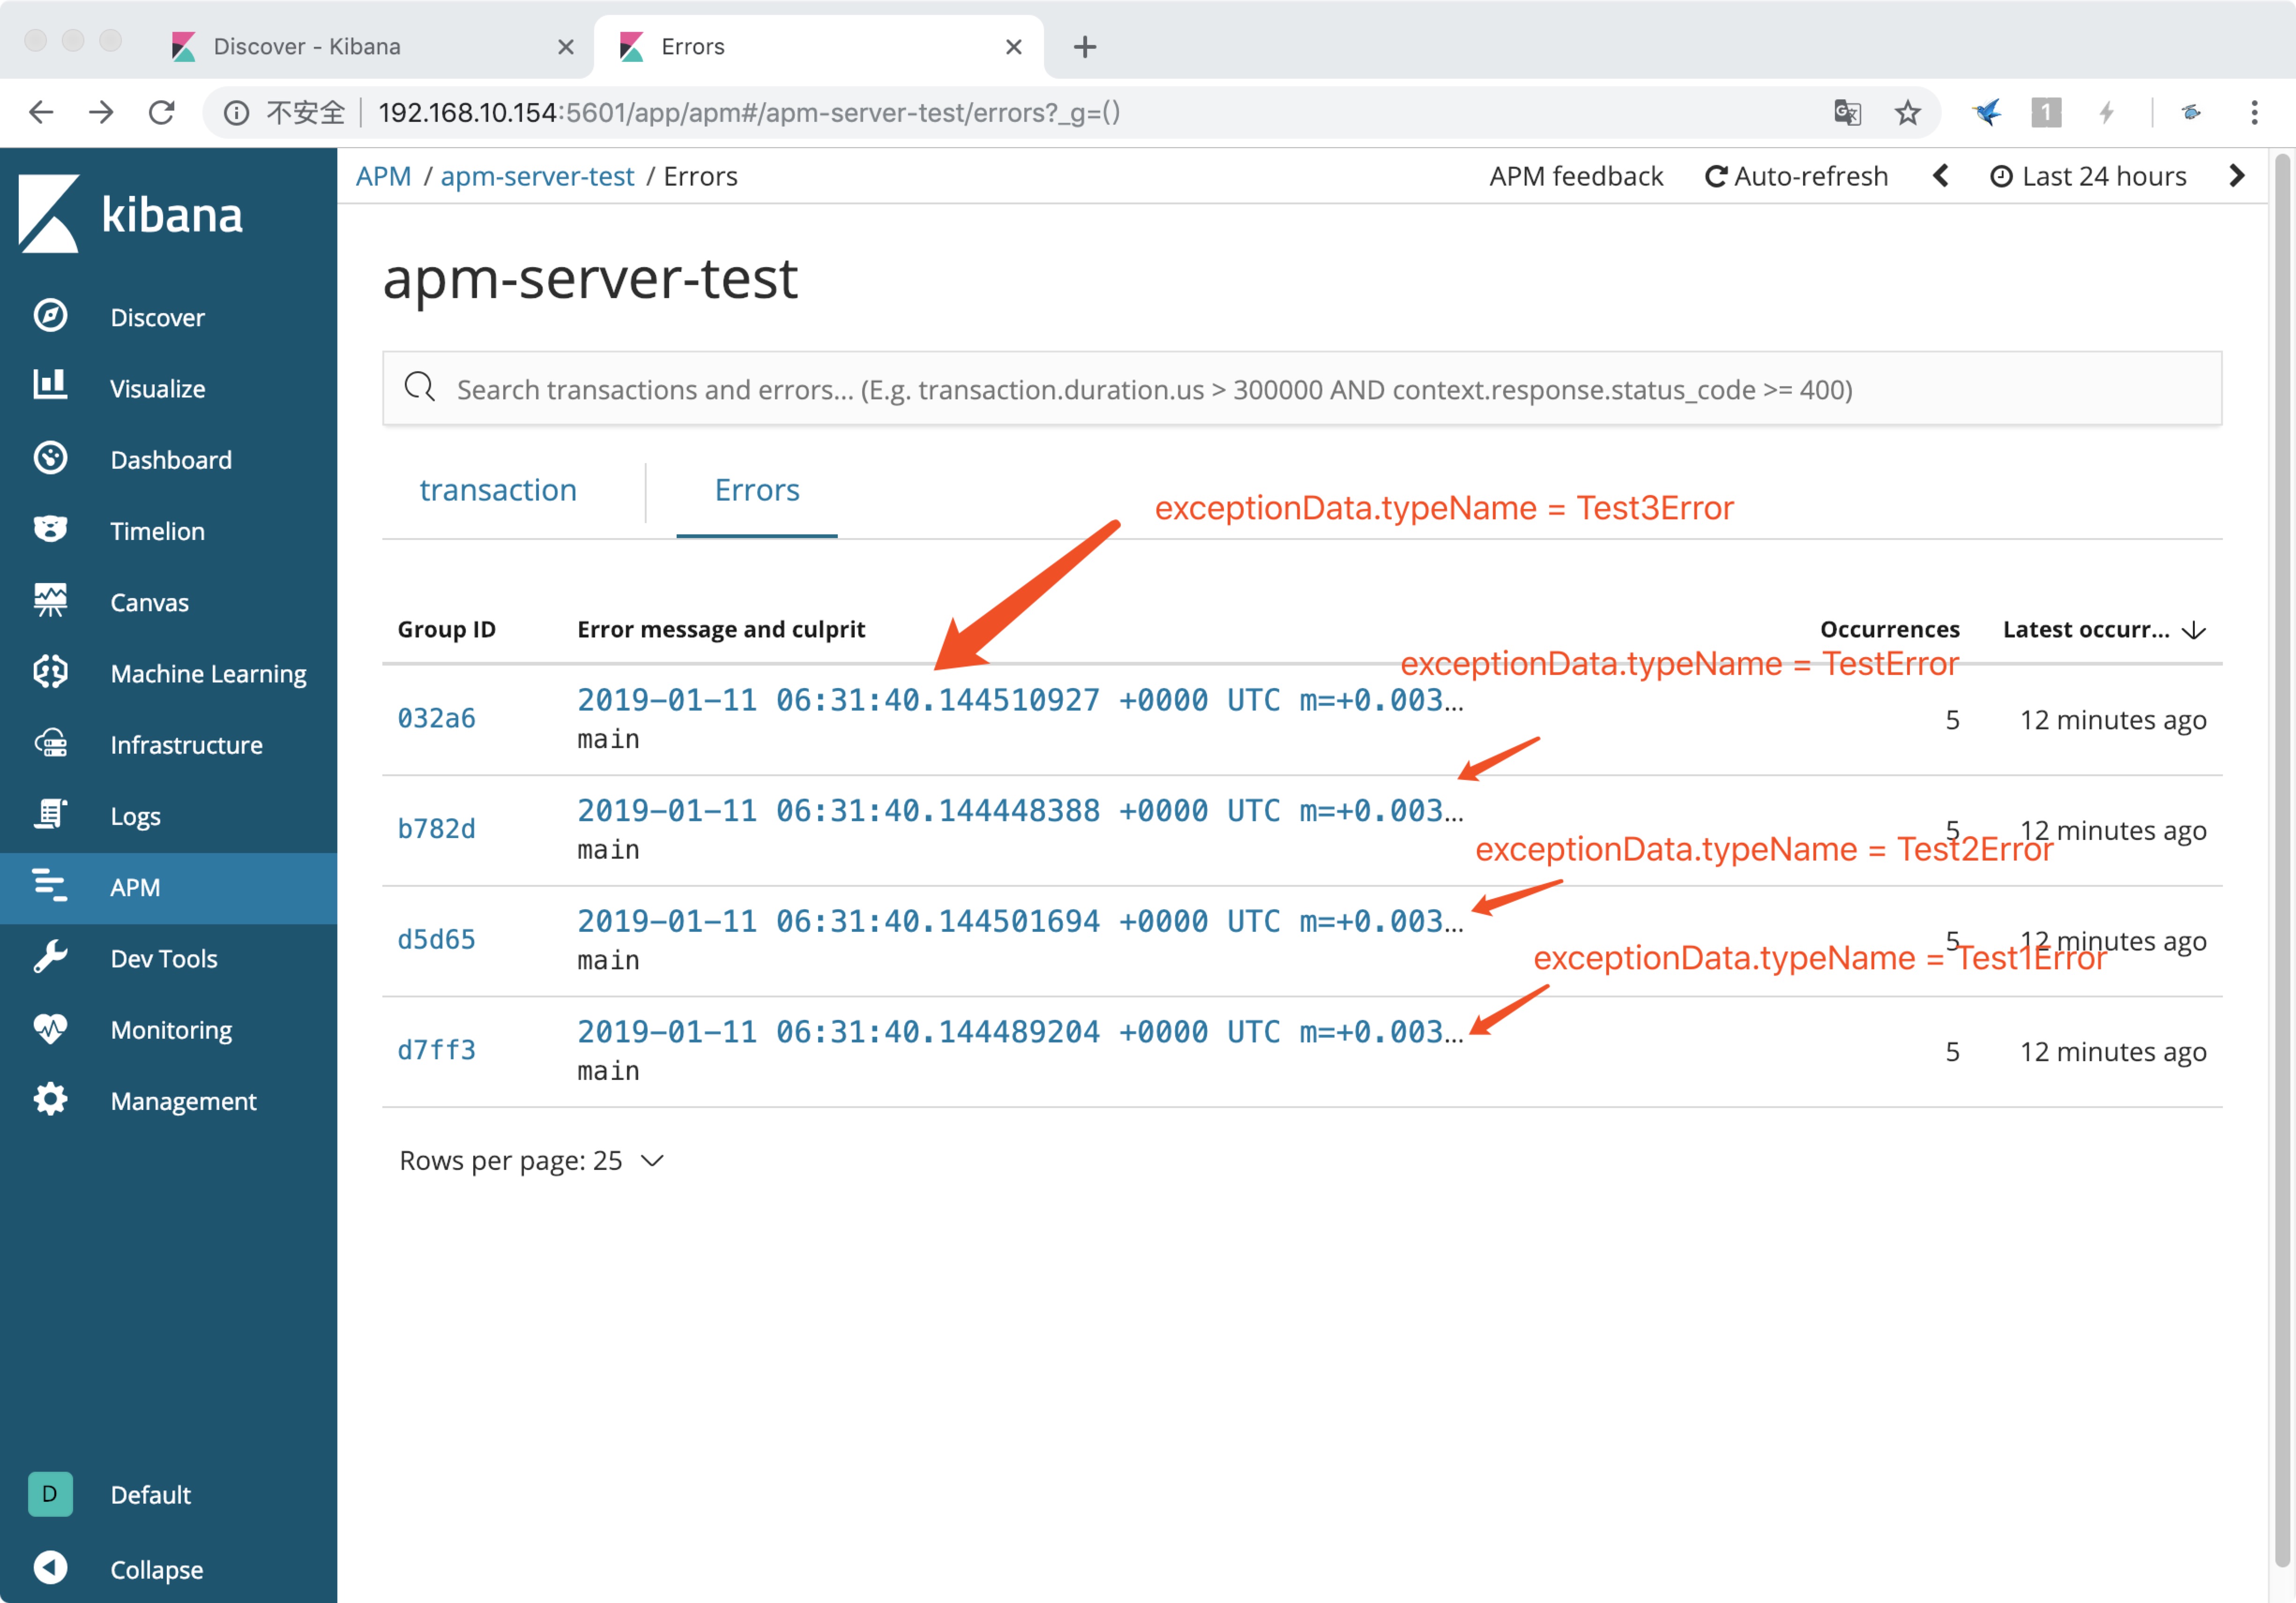 Discover - Kibana
Errors
不安全
192.168.10.154:5601/app/apm#/apm-server-test/errors?_g=()
1
kibana
Discover
Visualize
Dashboard
Timelion
Canvas
Machine Learning
Infrastructure
Logs
APM
Dev Tools
Monitoring
Management
D
Default
Collapse
APM / apm-server-test / Errors
APM feedback
Auto-refresh
Last 24 hours
apm-server-test
Search transactions and errors... (E.g. transaction.duration.us > 300000 AND context.response.status_code >= 400)
transaction
Errors
exceptionData.typeName = Test3Error
Group ID Error message and culprit Occurrences Latest occurr...
exceptionData.typeName = TestError
032a6 2019-01-11 06:31:40.144510927 +0000 UTC m=+0.003... 5 12 minutes ago
main
b782d 2019-01-11 06:31:40.144448388 +0000 UTC m=+0.003... 5 12 minutes ago
main
exceptionData.typeName = Test2Error
d5d65 2019-01-11 06:31:40.144501694 +0000 UTC m=+0.003... 5 12 minutes ago
main
exceptionData.typeName = Test1Error
d7ff3 2019-01-11 06:31:40.144489204 +0000 UTC m=+0.003... 5 12 minutes ago
main
Rows per page: 25